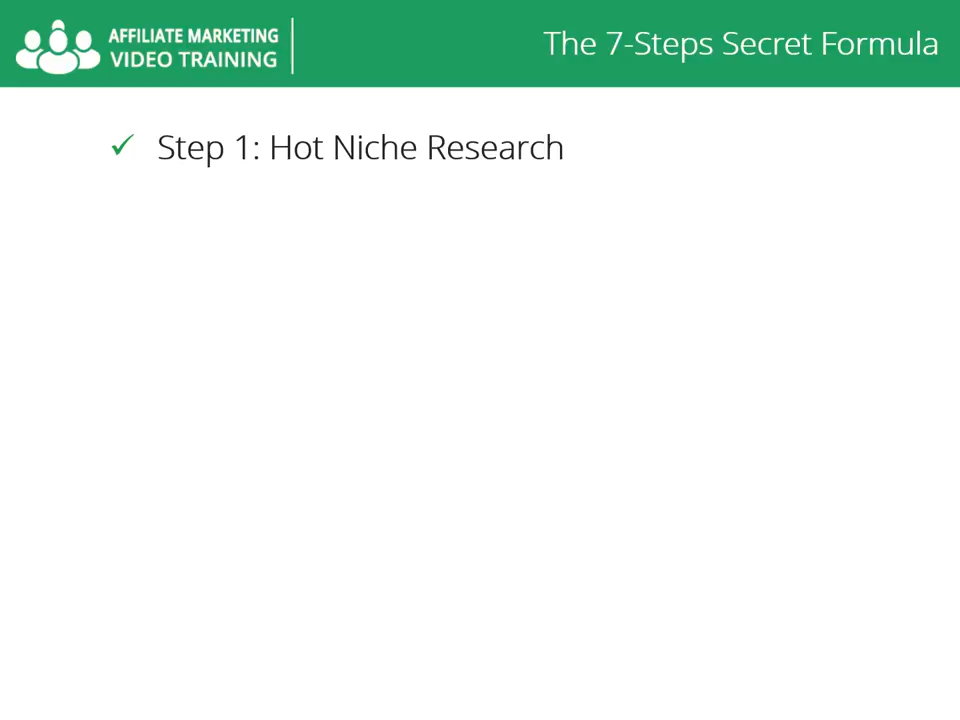 AFFILIATE MARKETING
VIDEO TRAINING
The 7-Steps Secret Formula
✓ Step 1: Hot Niche Research